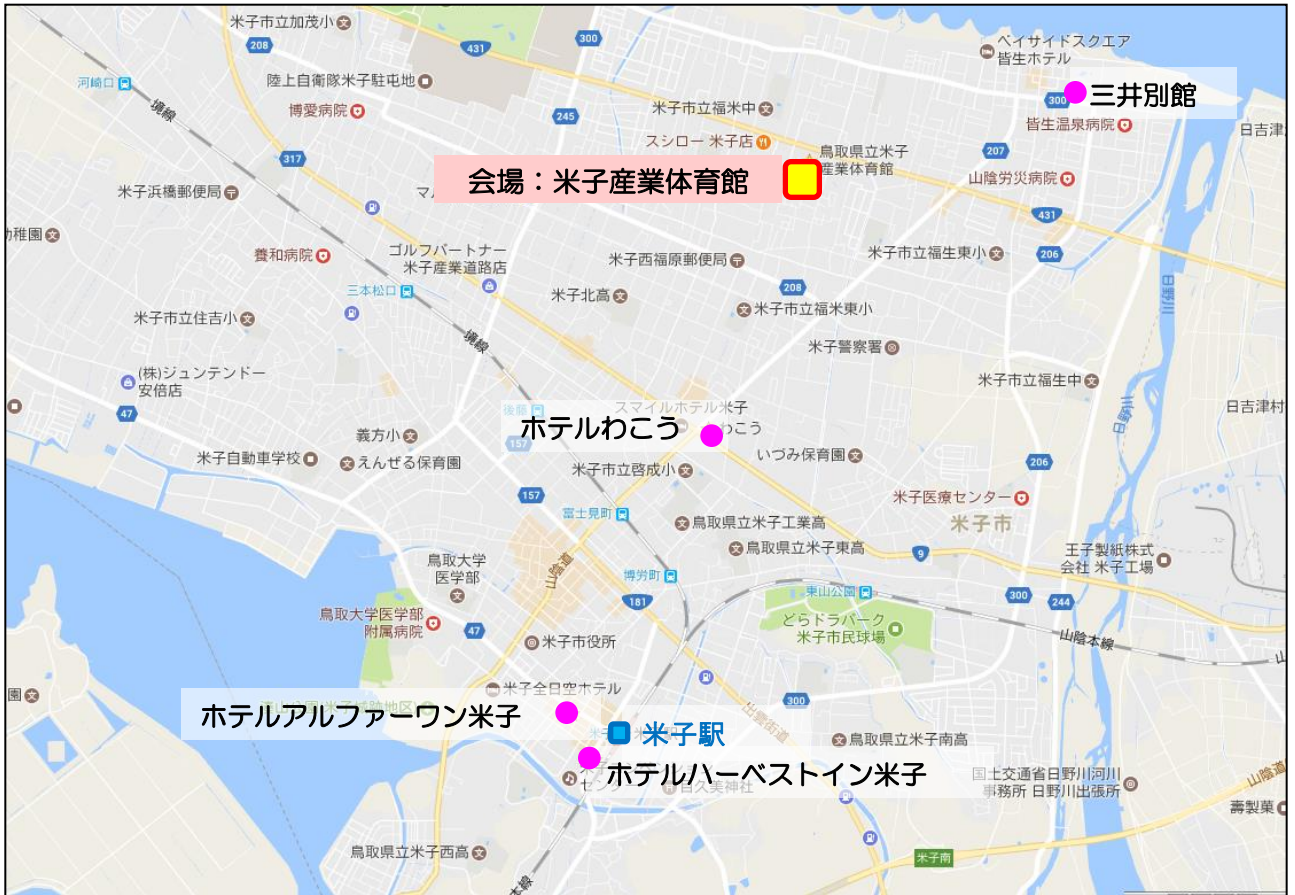 米子市立加茂小
208
431
300
ベイサイドスクエア
皆生ホテル
河崎口
陸上自衛隊米子駐屯地
境線
博愛病院
245
米子市立福米中
300
三井別館
皆生温泉病院
日吉津
スシロー 米子店
317
鳥取県立米子
産業体育館
207
会場：米子産業体育館
山陰労災病院
米子浜橋郵便局
431
幼稚園
養和病院
ゴルフパートナー
米子産業道路店
米子西福原郵便局
米子市立福生東小
206
日野川
三本松口
米子北高
208
米子市立福米東小
米子市立住吉小
境線
米子警察署
(株)ジュンテンドー
安倍店
米子市立福生中
47
後藤
スマイルホテル米子
日吉津村
ホテルわこう
わこう
157
日野川
義方小
米子自動車学校
えんぜる保育園
いづみ保育園
米子市立啓成小
206
157
米子医療センター
富士見町
鳥取県立米子工業高
米子市
鳥取県立米子東高
9
王子製紙株式
会社 米子工場
鳥取大学
医学部
博労町
181
東山公園
300
244
鳥取大学医学部
附属病院
47
どらドラパーク
米子市民球場
山陰本線
米子市役所
園
米子全日空ホテル
300
出雲街道
ホテルアルファーワン米子
米子駅
鳥取県立米子南高
ホテルハーベストイン米子
国土交通省日野川河川
事務所 日野川出張所
山陰道
壽製菓
鳥取県立米子西高
米子南
本線